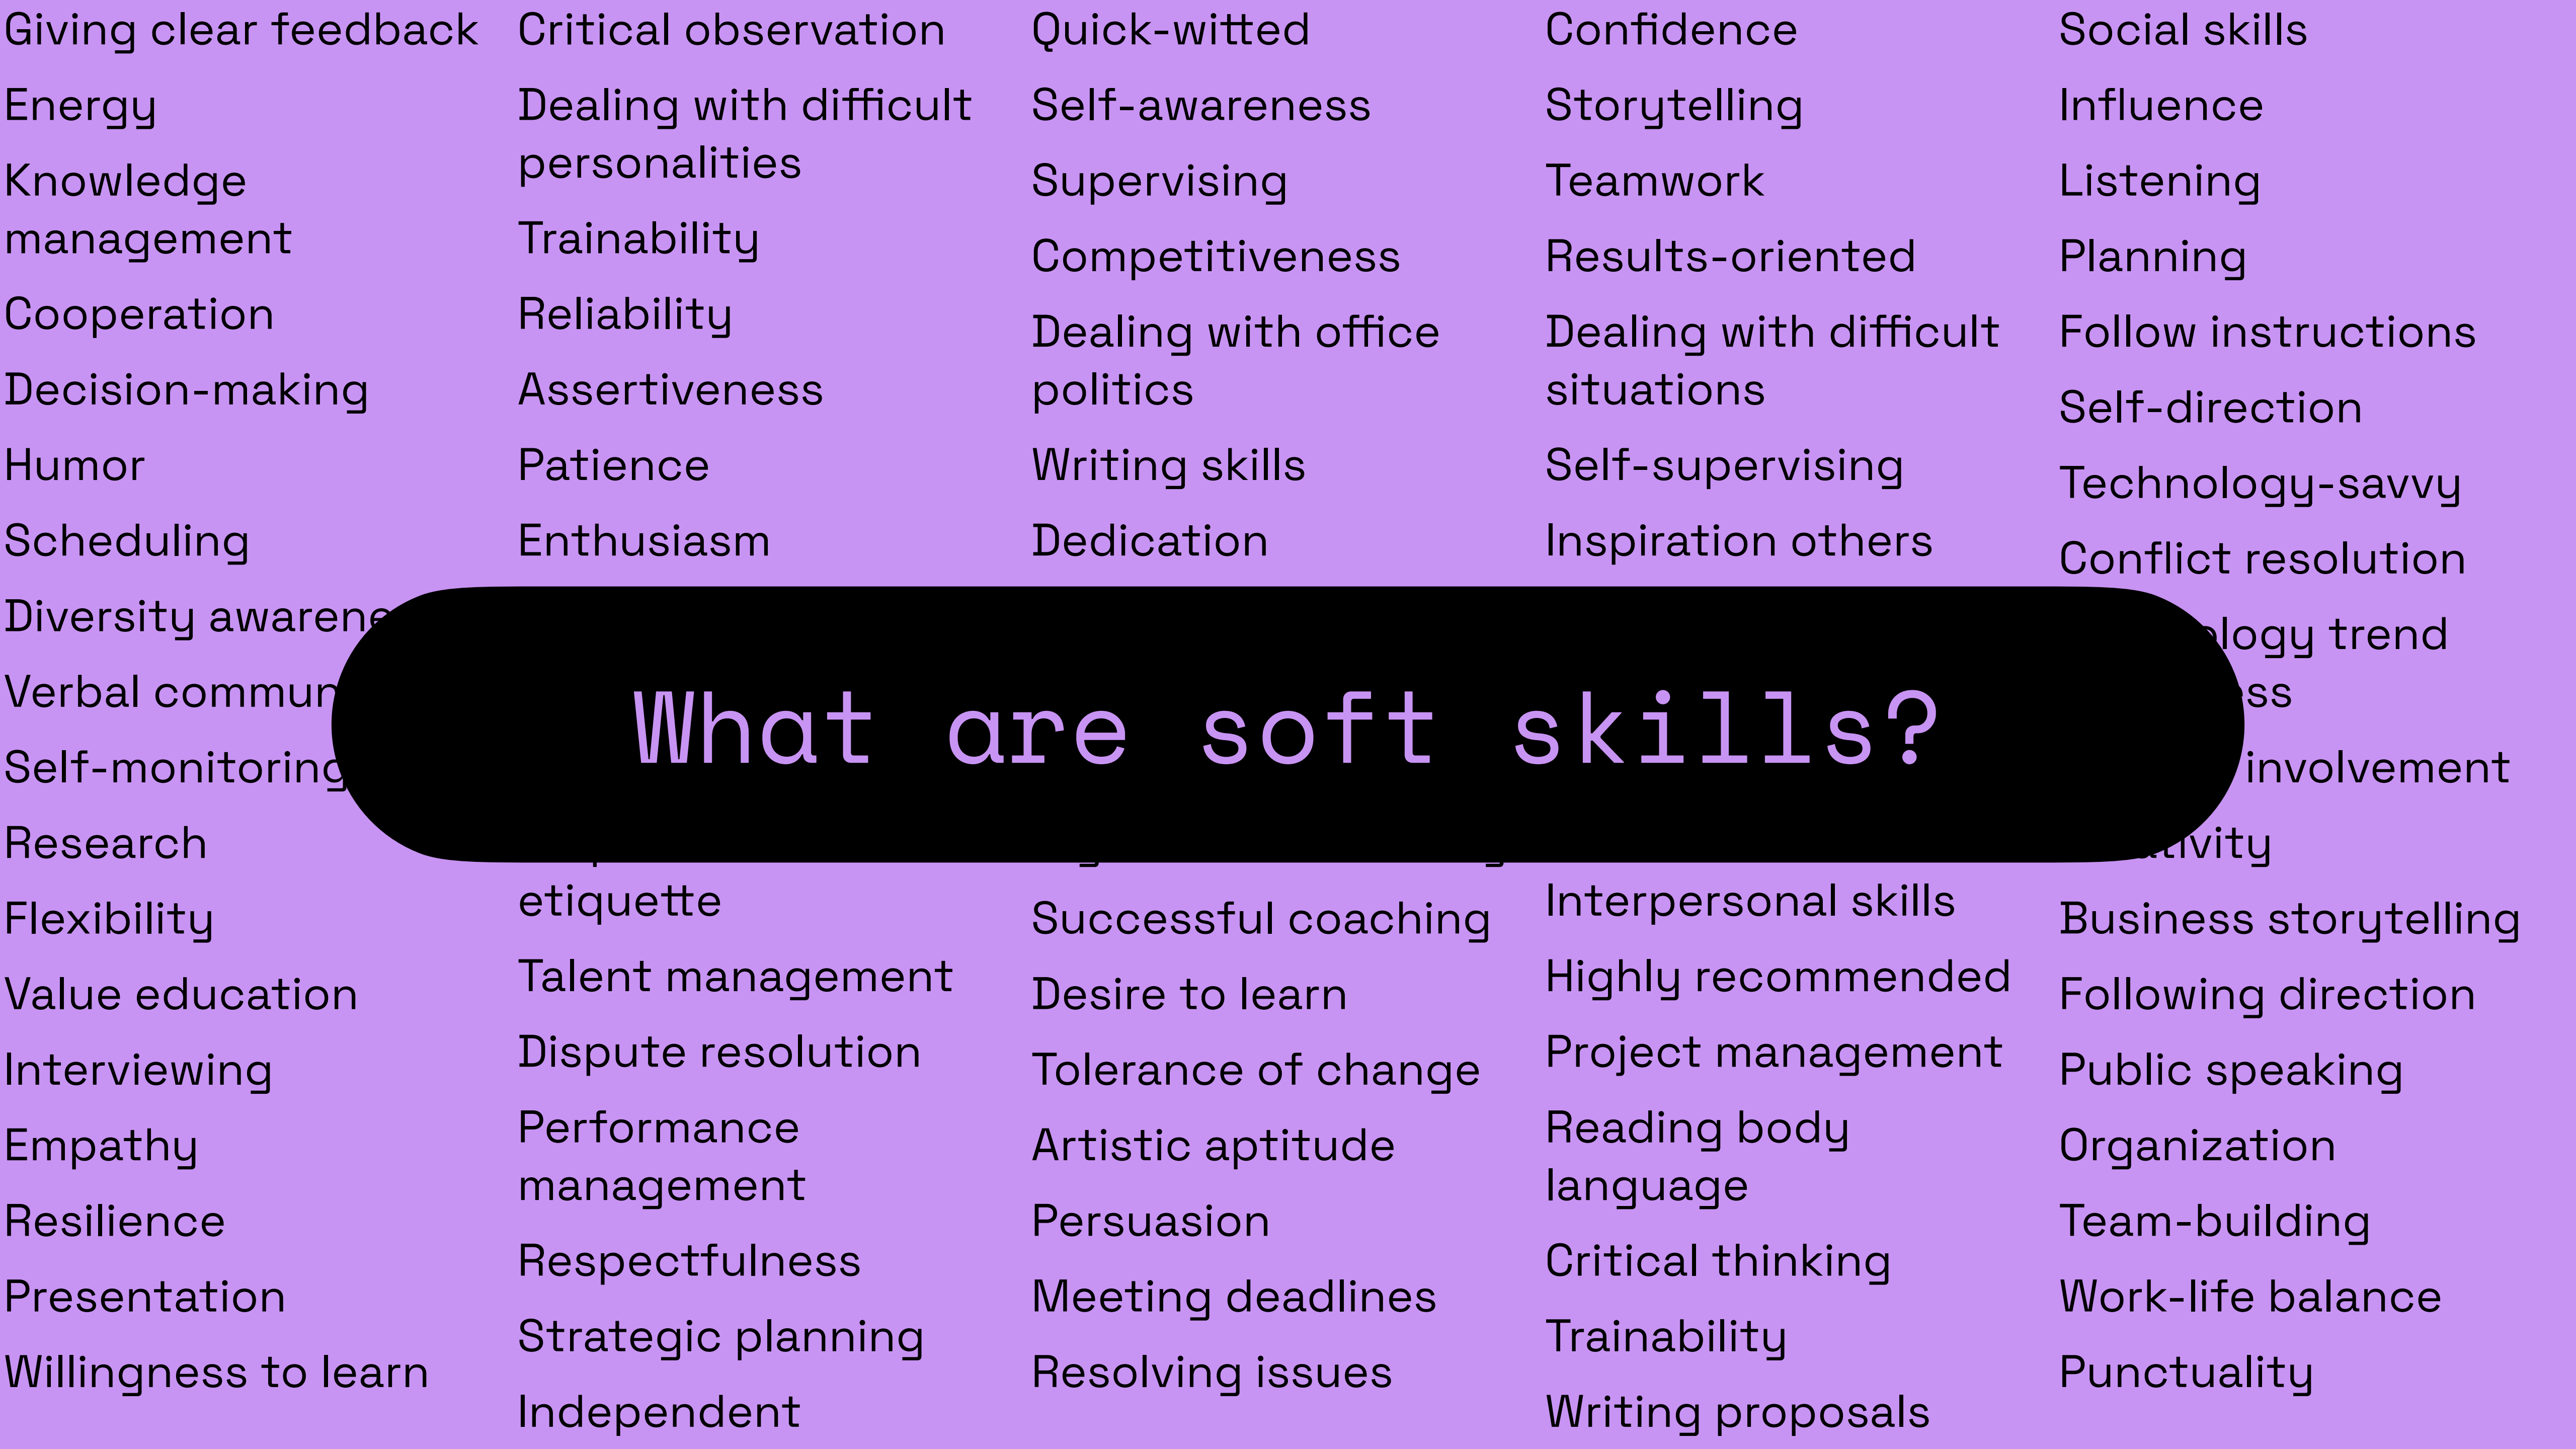 Giving clear feedback
Energy
Knowledge
management
Cooperation
Decision-making
Humor
Scheduling
Diversity
Verbal
Self-monitoring
Research
Flexibility
Value education
Interviewing
Empathy
Resilience
Presentation
Willingness to learn
Critical observation
Dealing with difficult
personalities
Trainability
Reliability
Assertiveness
Patience
Enthusiasm
etiquette
Talent management
Dispute resolution
Performance
management
Respectfulness
Strategic planning
Independent
Quick-witted
Self-awareness
Supervising
Competitiveness
Dealing with office
politics
Writing skills
Dedication
Successful coaching
Desire to learn
Tolerance of change
Artistic aptitude
Persuasion
Meeting deadlines
Resolving issues
Confidence
Storytelling
Teamwork
Results-oriented
Dealing with difficult
situations
Self-supervising
Inspiration others
Interpersonal skills
Highly recommended
Project management
Reading body
language
Critical thinking
Trainability
Writing proposals
Social skills
Influence
Listening
Planning
Follow instructions
Self-direction
Technology-savvy
Conflict resolution
trend
involvement
Business storytelling
Following direction
Public speaking
Organization
Team-building
Work-life balance
Punctuality
What are soft skills?